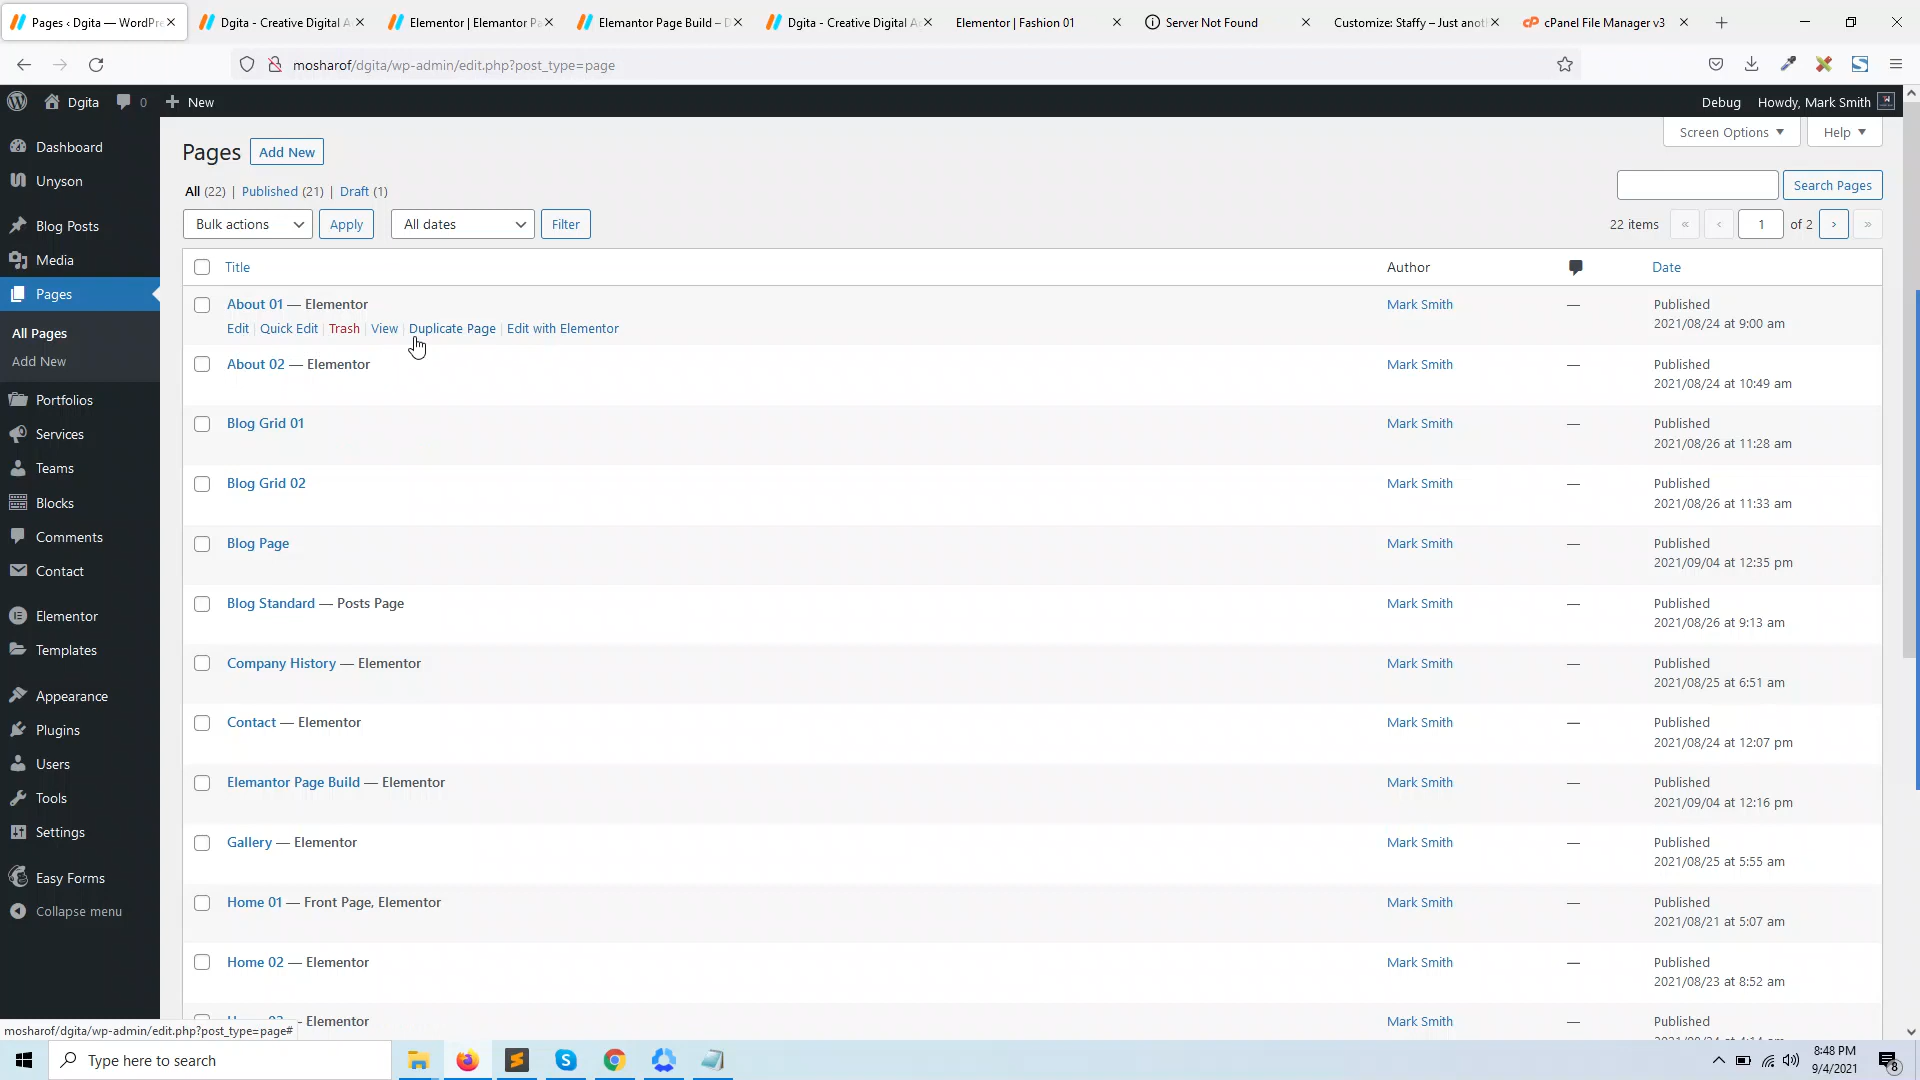 Pages ‹ Dgita — WordPre
Dgita - Creative Digital A
Elementor | Elemantor P
Elemantor Page Build – D
Dgita - Creative Digital A
Elementor | Fashion 01
Server Not Found
Customize: Staffy – Just anot
cPanel File Manager v3
mosharof/dgita/wp-admin/edit.php?post_type=page
Dgita
0
New
Debug
Howdy, Mark Smith
Dashboard
Unyson
Blog Posts
Media
Pages
All Pages
Add New
Portfolios
Services
Teams
Blocks
Comments
Contact
Elementor
Templates
Appearance
Plugins
Users
Tools
Settings
Easy Forms
Collapse menu
Pages Add New
Screen Options
Help
All (22) | Published (21) | Draft (1)
Search Pages
Bulk actions
Apply
All dates
Filter
22 items « ‹ 1 of 2 › »
Title Author Date
About 01 — Elementor Mark Smith — Published
Edit | Quick Edit | Trash | View | Duplicate Page | Edit with Elementor 2021/08/24 at 9:00 am
About 02 — Elementor Mark Smith — Published
2021/08/24 at 10:49 am
Blog Grid 01 Mark Smith — Published
2021/08/26 at 11:28 am
Blog Grid 02 Mark Smith — Published
2021/08/26 at 11:33 am
Blog Page Mark Smith — Published
2021/09/04 at 12:35 pm
Blog Standard — Posts Page Mark Smith — Published
2021/08/26 at 9:13 am
Company History — Elementor Mark Smith — Published
2021/08/25 at 6:51 am
Contact — Elementor Mark Smith — Published
2021/08/24 at 12:07 pm
Elemantor Page Build — Elementor Mark Smith — Published
2021/09/04 at 12:16 pm
Gallery — Elementor Mark Smith — Published
2021/08/25 at 5:55 am
Home 01 — Front Page, Elementor Mark Smith — Published
2021/08/21 at 5:07 am
Home 02 — Elementor Mark Smith — Published
2021/08/23 at 8:52 am
- Elementor Mark Smith — Published
mosharof/dgita/wp-admin/edit.php?post_type=page#
Type here to search
8:48 PM
9/4/2021
8